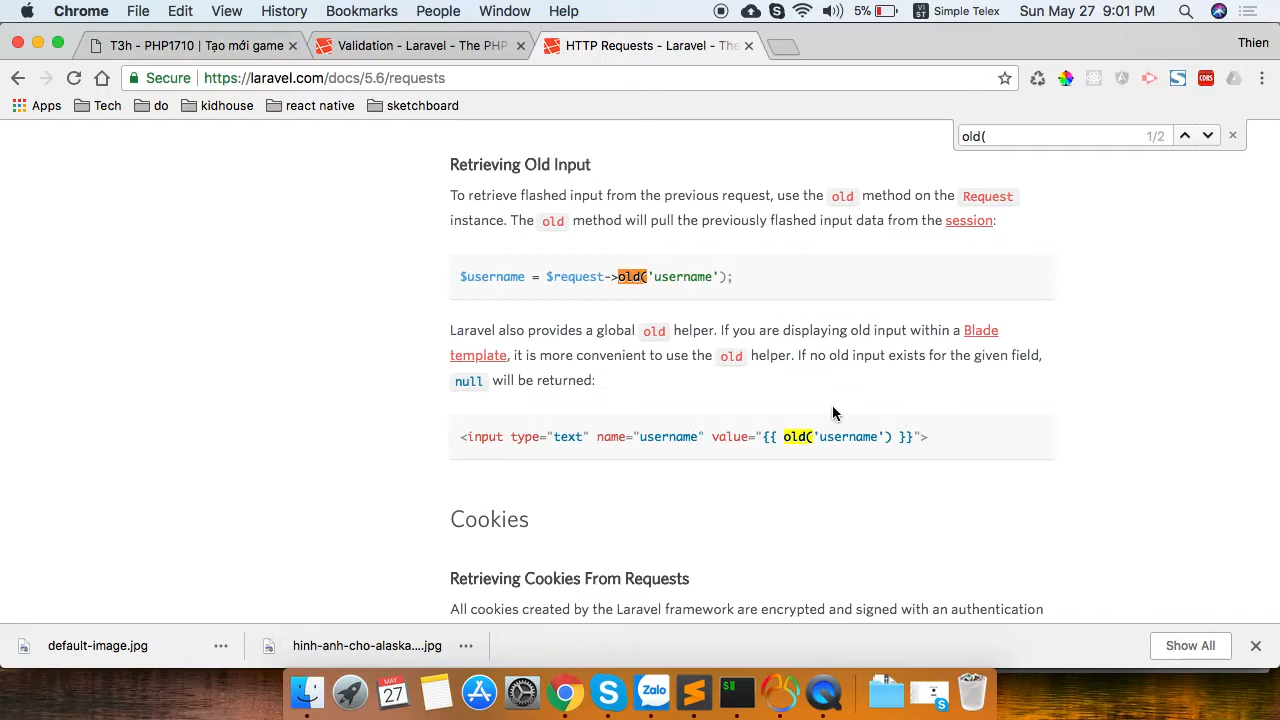 Chrome File Edit View History Bookmarks People Window Help 5% VI ST Simple Telex Sun May 27 9:01 PM
T3h - PHP1710 | Tạo mới game Validation - Laravel - The PHP HTTP Requests - Laravel - The Thien
Secure https://laravel.com/docs/5.6/requests
Apps Tech do kidhouse react native sketchboard
old( 1/2
Retrieving Old Input
To retrieve flashed input from the previous request, use the old method on the Request
instance. The old method will pull the previously flashed input data from the session:
$username = $request->old('username');
Laravel also provides a global old helper. If you are displaying old input within a Blade
template, it is more convenient to use the old helper. If no old input exists for the given field,
null will be returned:
<input type="text" name="username" value="{{ old('username') }}">
Cookies
Retrieving Cookies From Requests
All cookies created by the Laravel framework are encrypted and signed with an authentication
default-image.jpg hinh-anh-cho-alaska....jpg Show All
MAY
27 Zalo $